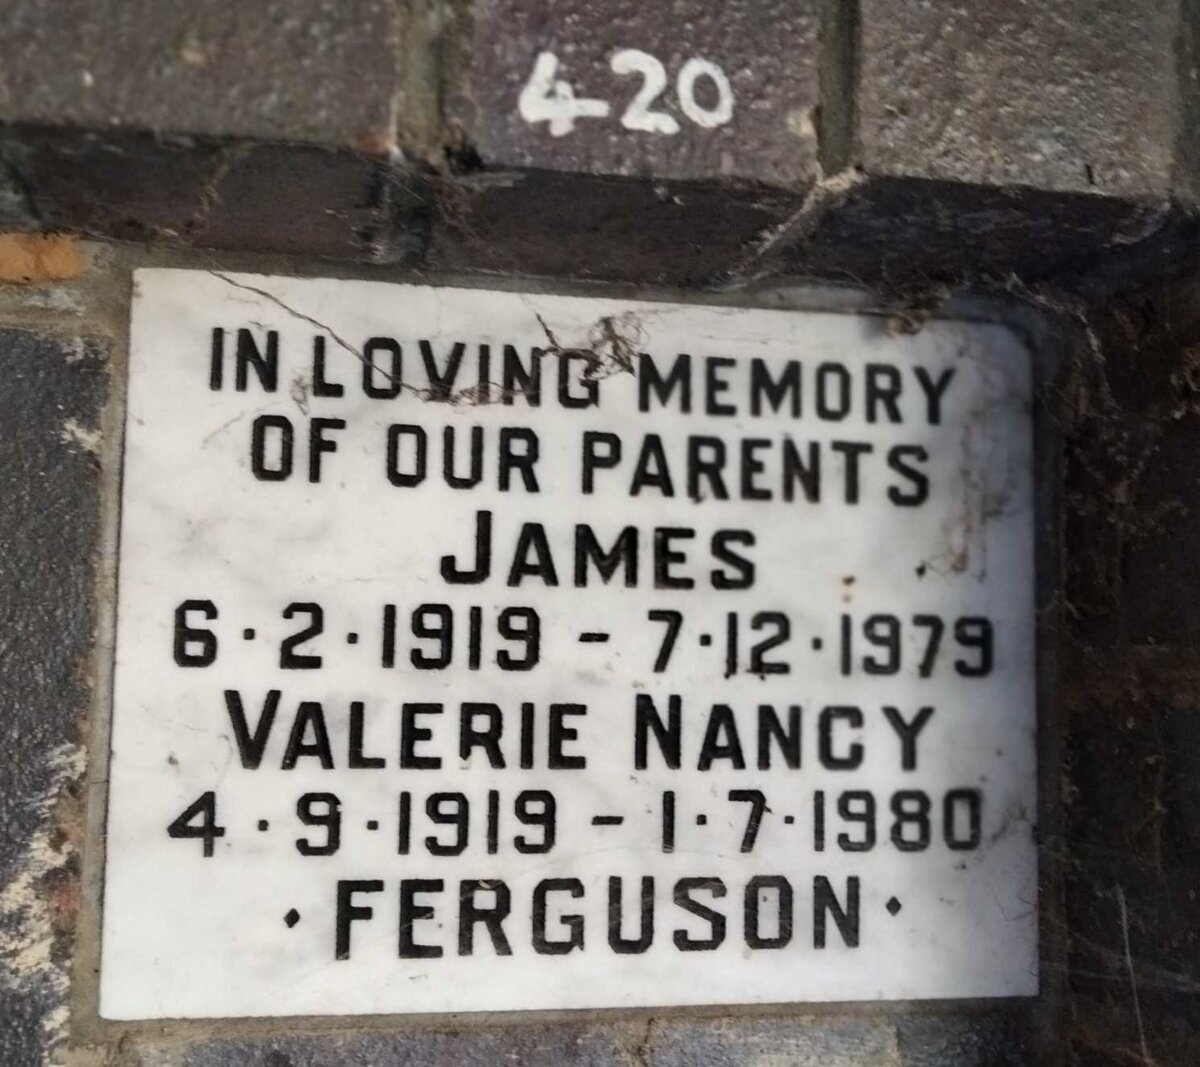 420
IN LOVING MEMORY
OF OUR PARENTS
JAMES
6·2·1919 – 7·12·1979
VALERIE NANCY
4·9·1919 – 1·7·1980
·FERGUSON·